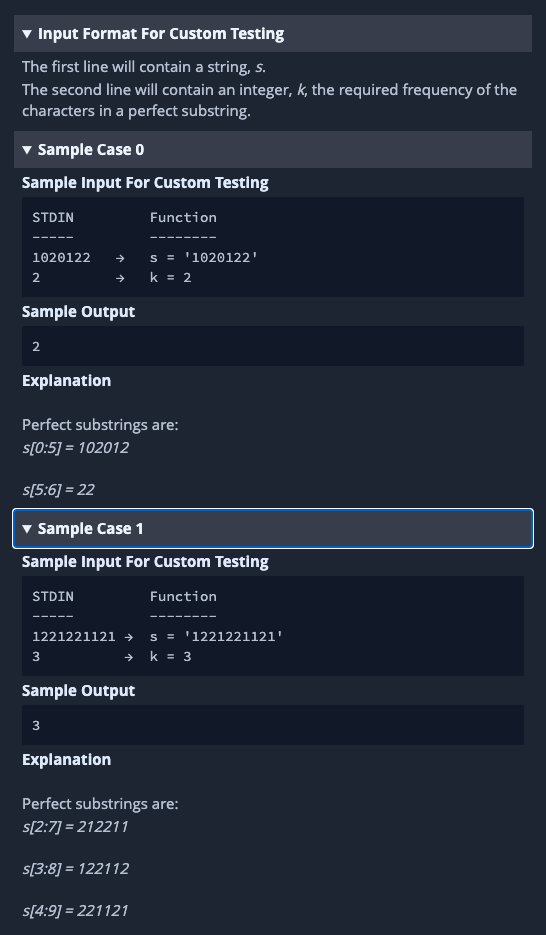 ▼ Input Format For Custom Testing
The first line will contain a string, s.
The second line will contain an integer, k, the required frequency of the
characters in a perfect substring.
▼ Sample Case 0
Sample Input For Custom Testing
STDIN Function
----- --------
1020122 → s = '1020122'
2 → k = 2
Sample Output
2
Explanation
Perfect substrings are:
s[0:5] = 102012
s[5:6] = 22
▼ Sample Case 1
Sample Input For Custom Testing
STDIN Function
----- --------
1221221121 → s = '1221221121'
3 → k = 3
Sample Output
3
Explanation
Perfect substrings are:
s[2:7] = 212211
s[3:8] = 122112
s[4:9] = 221121